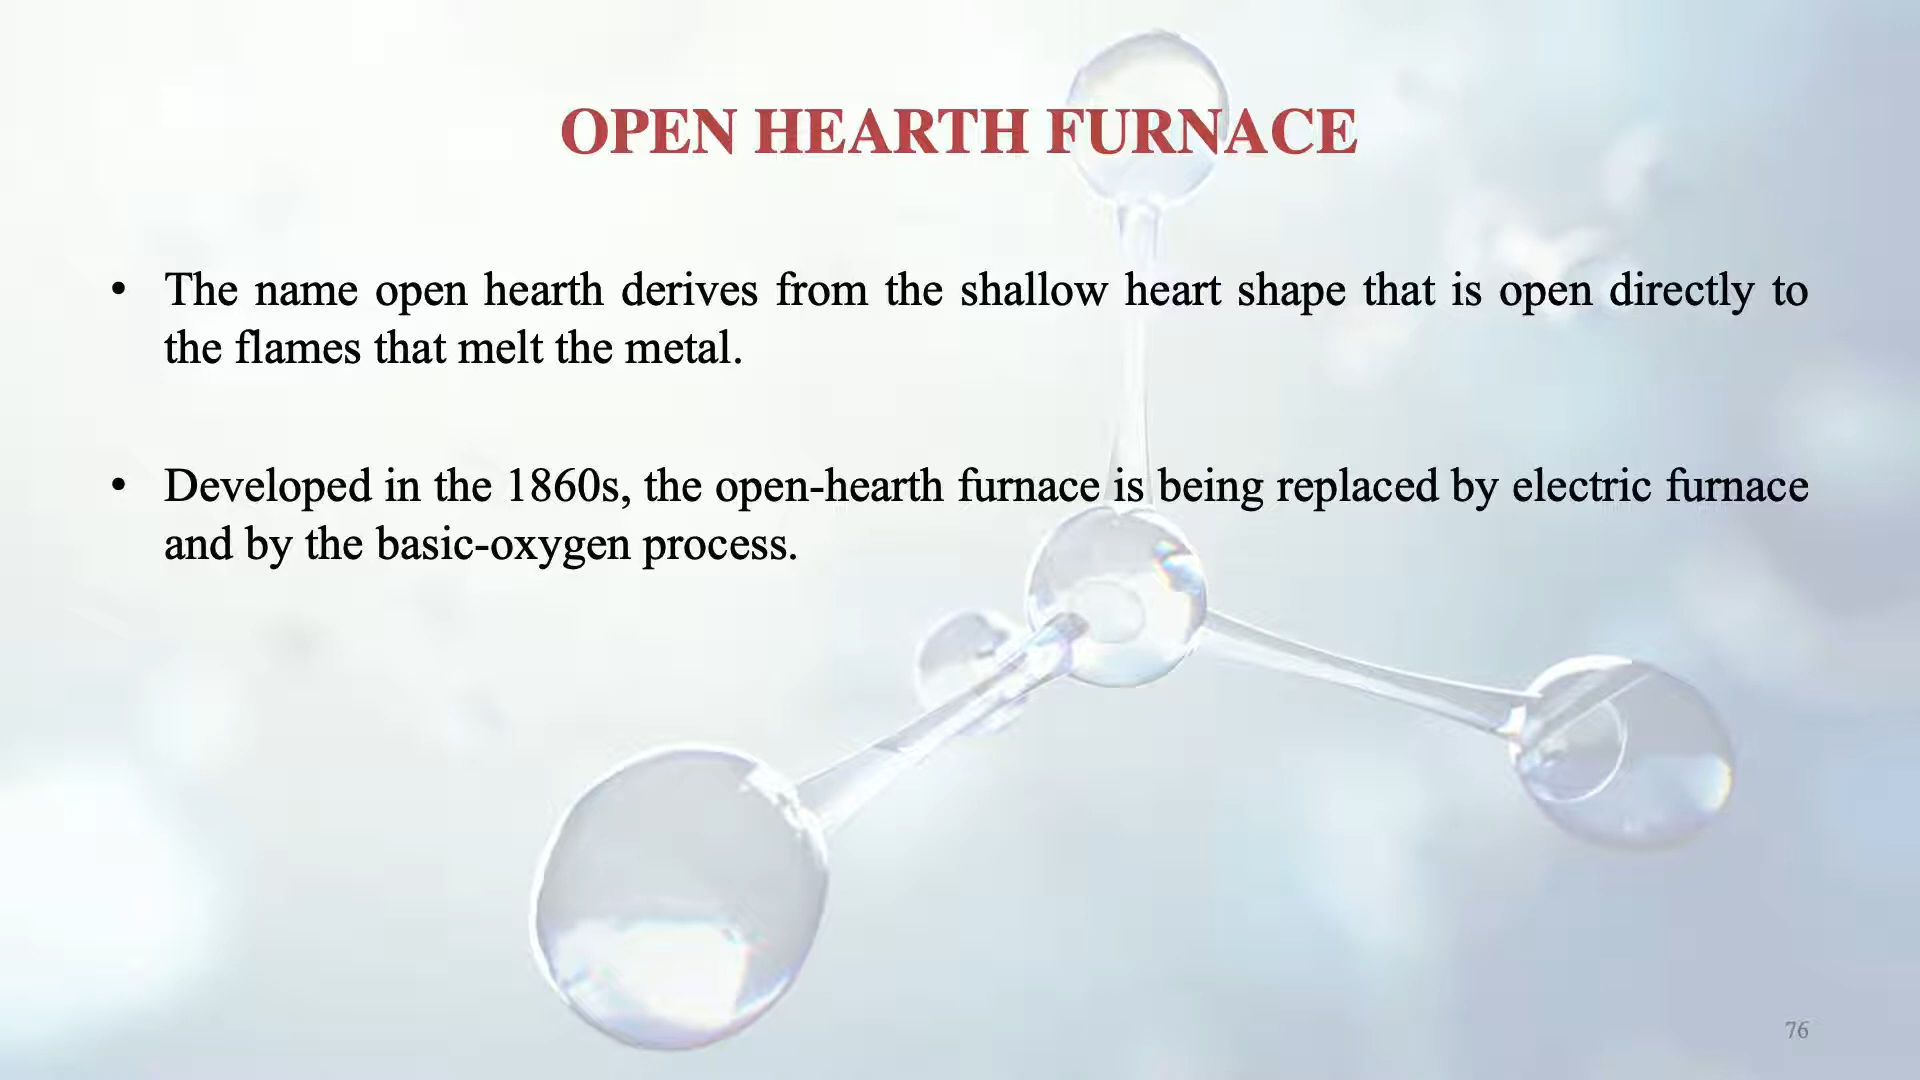 OPEN HEARTH FURNACE
• The name open hearth derives from the shallow heart shape that is open directly to
the flames that melt the metal.
• Developed in the 1860s, the open-hearth furnace is being replaced by electric furnace
and by the basic-oxygen process.
76